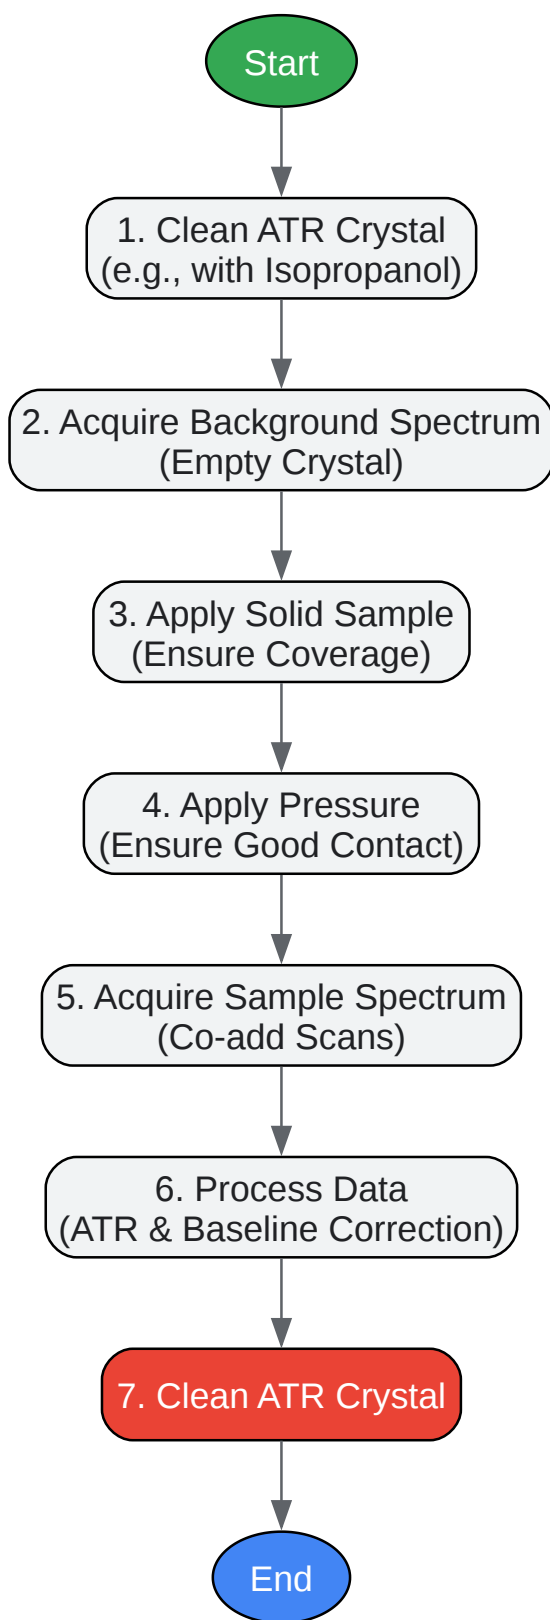 Start
1. Clean ATR Crystal
(e.g., with Isopropanol)
2. Acquire Background Spectrum
(Empty Crystal)
3. Apply Solid Sample
(Ensure Coverage)
4. Apply Pressure
(Ensure Good Contact)
5. Acquire Sample Spectrum
(Co-add Scans)
6. Process Data
(ATR & Baseline Correction)
7. Clean ATR Crystal
End